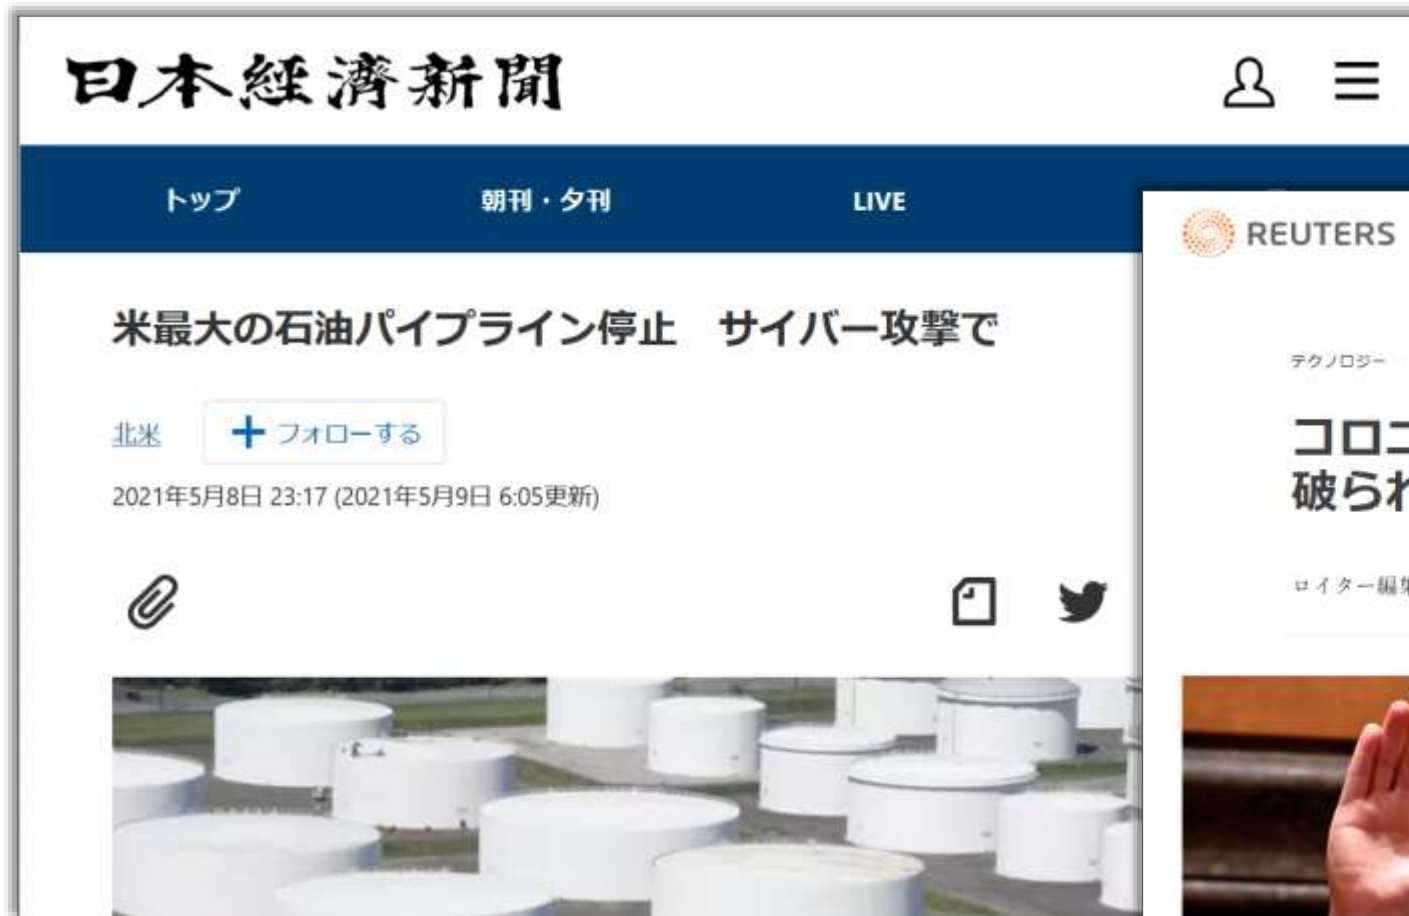 日本経済新聞
トップ
朝刊・夕刊
LIVE
米最大の石油パイプライン停止 サイバー攻撃で
北米
フォローする
2021年5月8日 23:17 (2021年5月9日 6:05更新)
REUTERS
テクノロジー
コロ
破ら
ロイター編